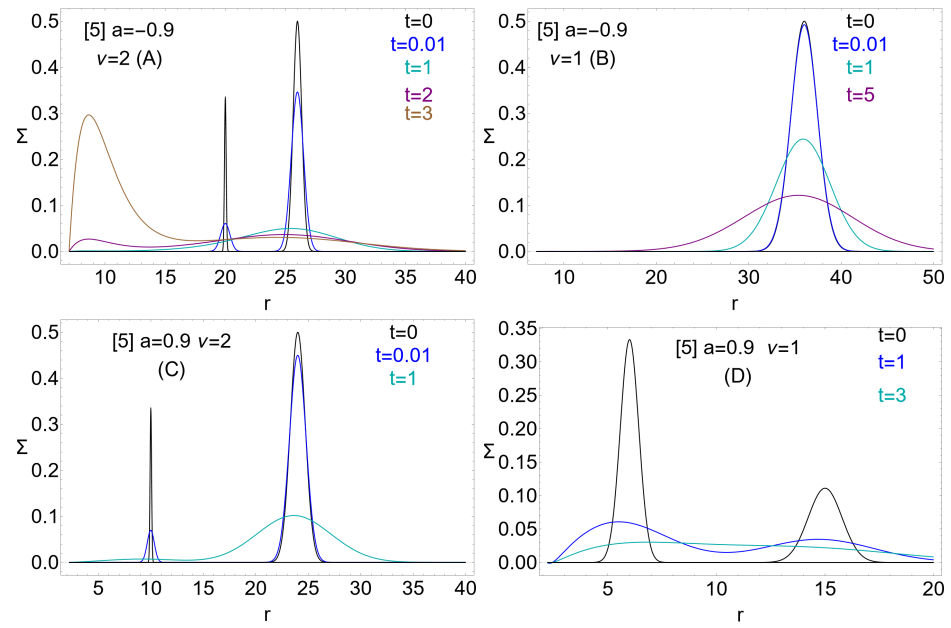 [5] a=−0.9
ν=2 (A)
t=0
t=0.01
t=1
t=2
t=3
Σ
0.5
0.4
0.3
0.2
0.1
0.0
10 15 20 25 30 35 40
r
[5] a=−0.9
ν=1 (B)
t=0
t=0.01
t=1
t=5
Σ
0.5
0.4
0.3
0.2
0.1
0.0
10 20 30 40 50
r
[5] a=0.9 ν=2
(C)
t=0
t=0.01
t=1
Σ
0.5
0.4
0.3
0.2
0.1
0.0
5 10 15 20 25 30 35 40
r
[5] a=0.9 ν=1
(D)
t=0
t=1
t=3
Σ
0.35
0.30
0.25
0.20
0.15
0.10
0.05
0.00
5 10 15 20
r